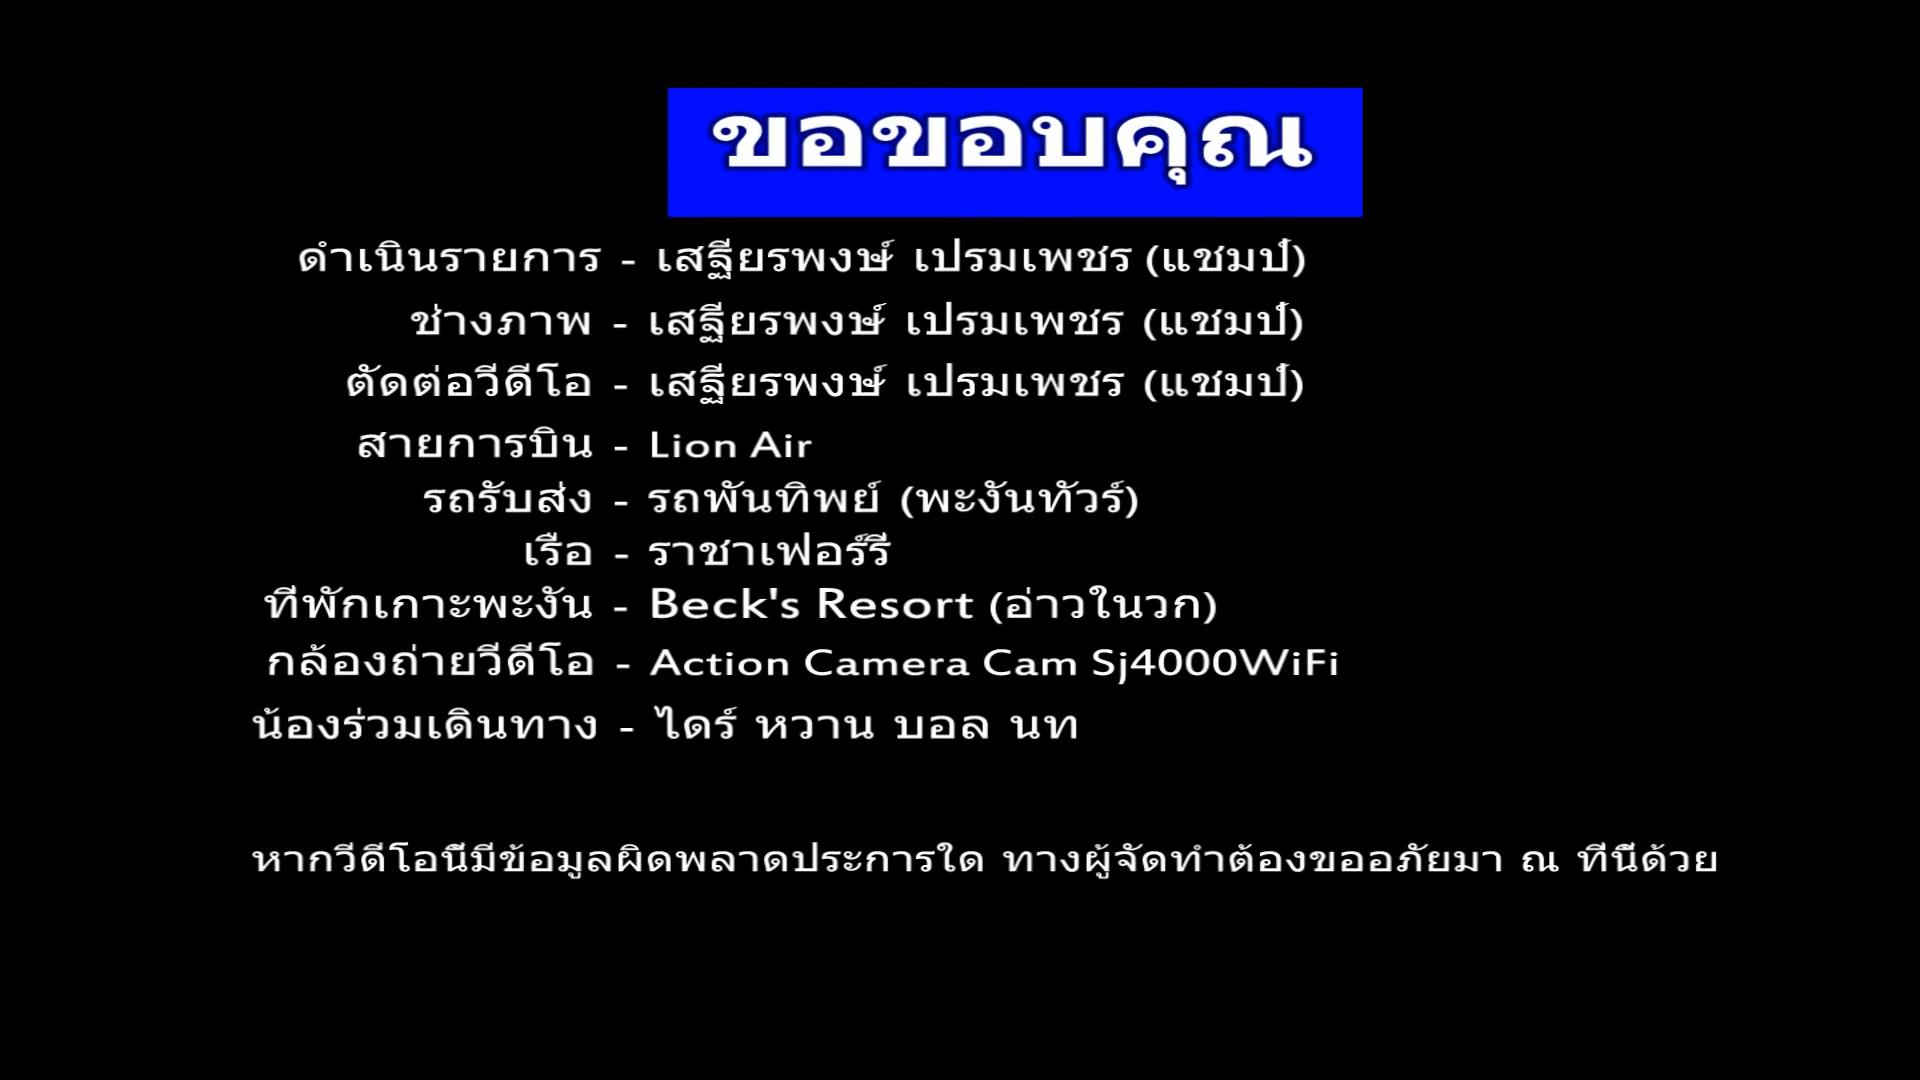 ขอขอบคุณ
ดำเนินรายการ - เสฐียรพงษ์ เปรมเพชร (แชมป์)
ช่างภาพ - เสฐียรพงษ์ เปรมเพชร (แชมป์)
ตัดต่อวีดีโอ - เสฐียรพงษ์ เปรมเพชร (แชมป์)
สายการบิน - Lion Air
รถรับส่ง - รถพันทิพย์ (พะงันทัวร์)
เรือ - ราชาเฟอร์รี่
ที่พักเกาะพะงัน - Beck's Resort (อ่าวในวก)
กล้องถ่ายวีดีโอ - Action Camera Cam Sj4000WiFi
น้องร่วมเดินทาง - ไดร์ หวาน บอล นท
หากวีดีโอนี้มีข้อมูลผิดพลาดประการใด ทางผู้จัดทำต้องขออภัยมา ณ ที่นี้ด้วย